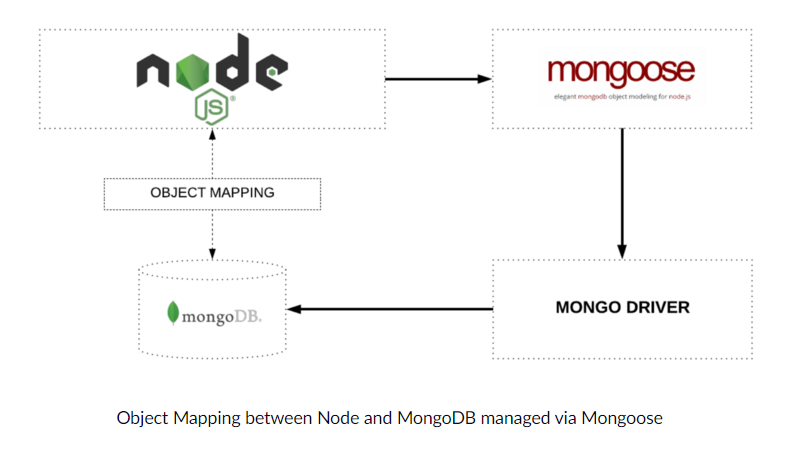 node
JS
mongoose
elegant mongodb object modeling for node.js
OBJECT MAPPING
mongoDB.
MONGO DRIVER
Object Mapping between Node and MongoDB managed via Mongoose